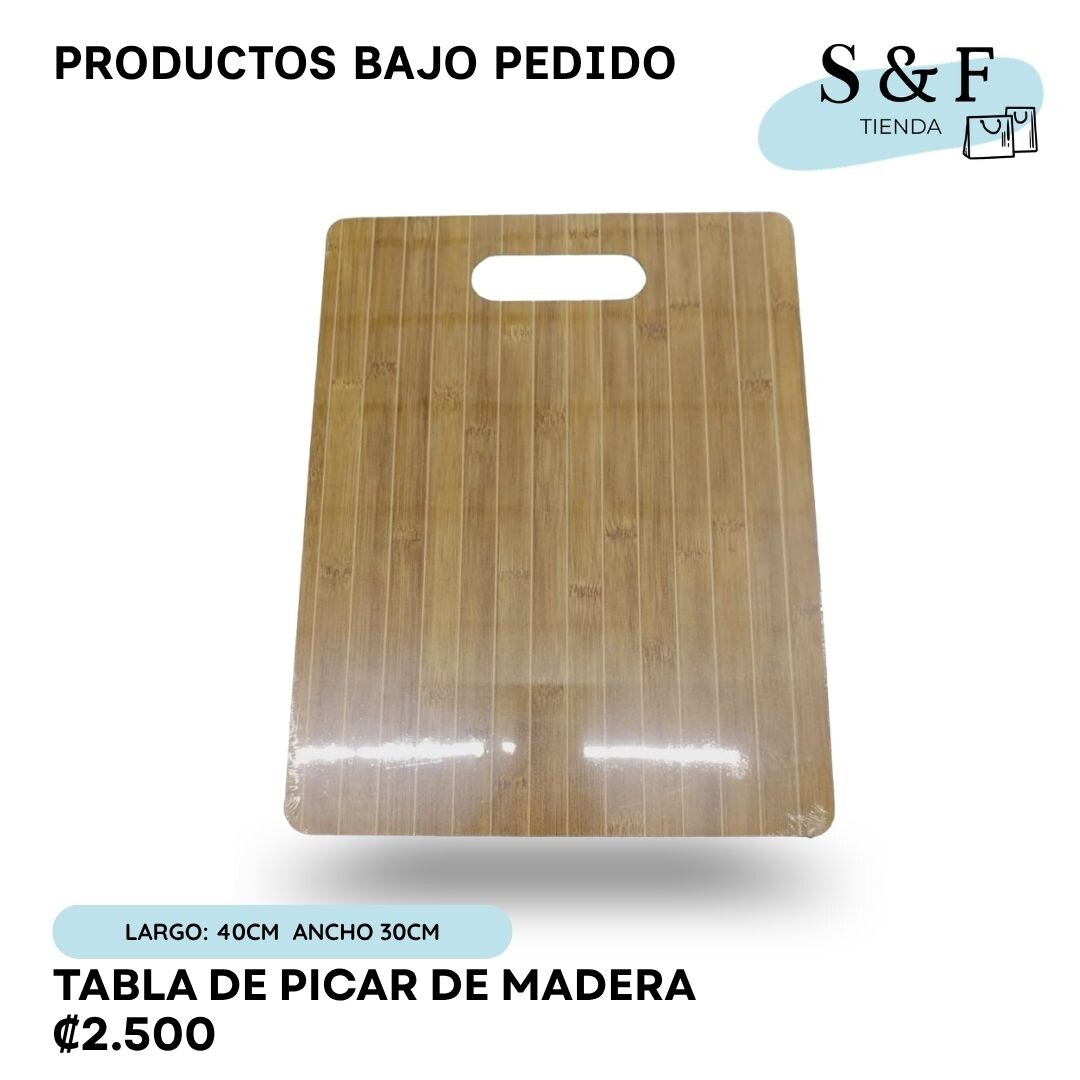 PRODUCTOS BAJO PEDIDO
S & F
TIENDA
LARGO: 40CM ANCHO 30CM
TABLA DE PICAR DE MADERA
₡2.500